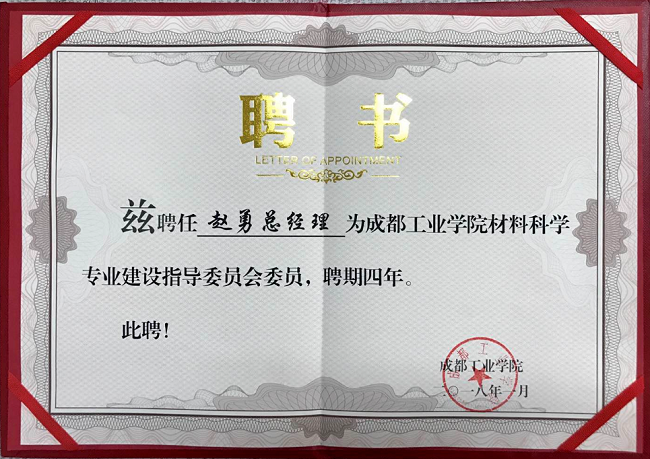 聘书
LETTER OF APPOINTMENT
兹聘任 赵勇总经理 为成都工业学院材料科学
专业建设指导委员会委员，聘期四年。
此聘！
成都工业学院
二〇一八年一月